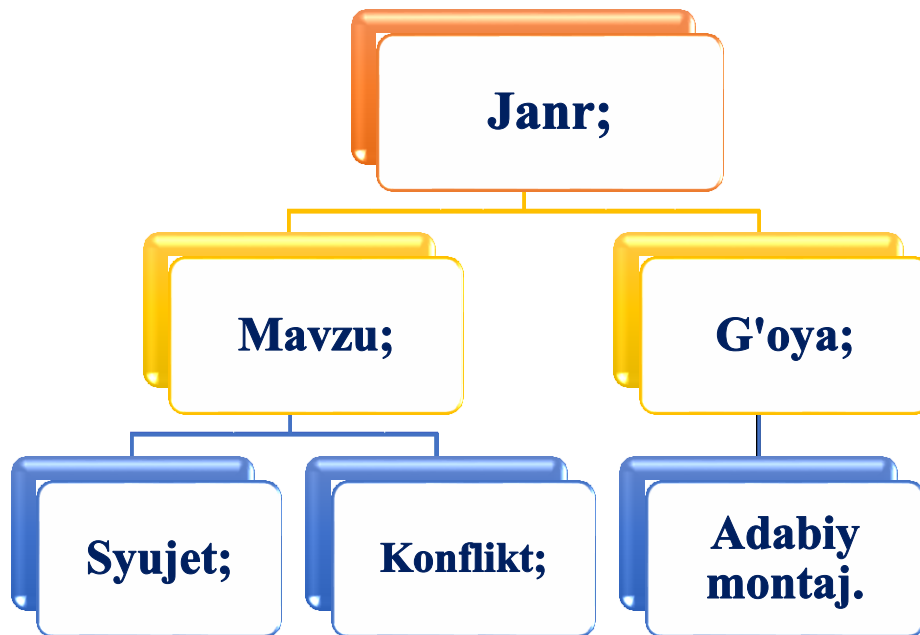 Janr;
Mavzu;
G'oya;
Syujet;
Konflikt;
Adabiy
montaj.